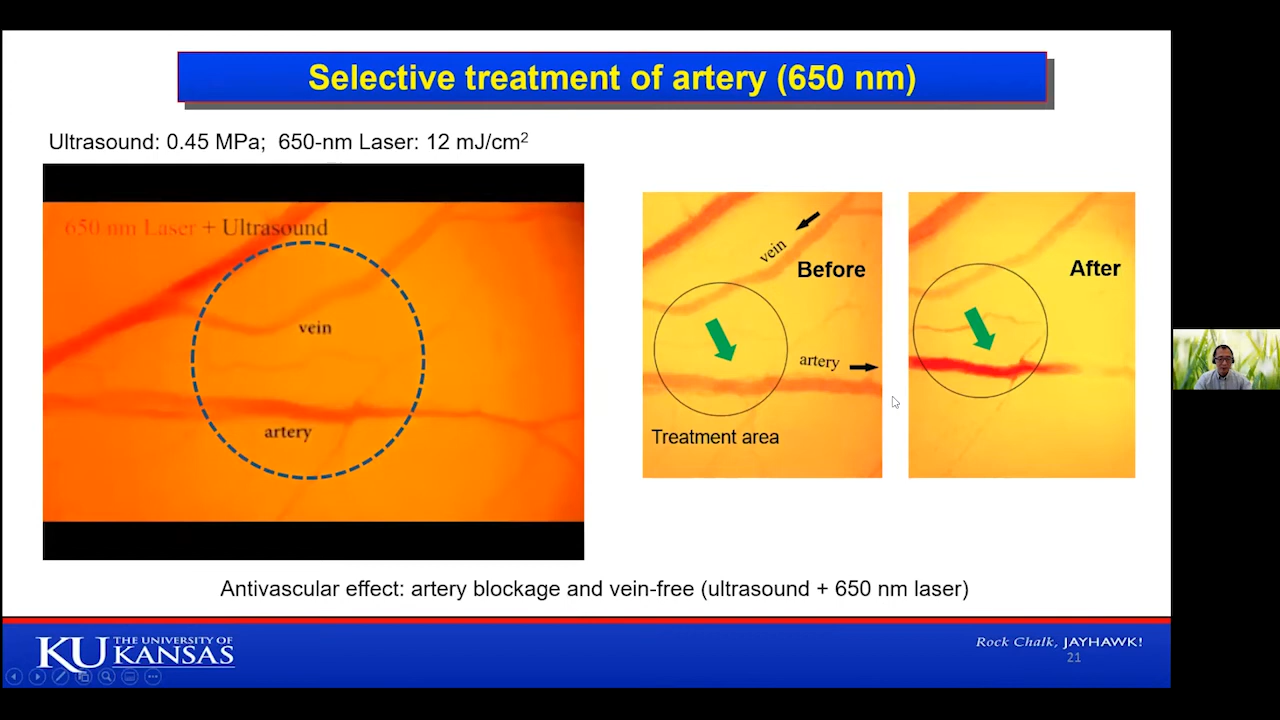 Selective treatment of artery (650 nm)
Ultrasound: 0.45 MPa; 650-nm Laser: 12 mJ/cm²
650 nm Laser + Ultrasound
vein
artery
vein
Before
artery
Treatment area
After
Antivascular effect: artery blockage and vein-free (ultrasound + 650 nm laser)
KU THE UNIVERSITY OF
KANSAS
Rock Chalk, JAYHAWK!
21